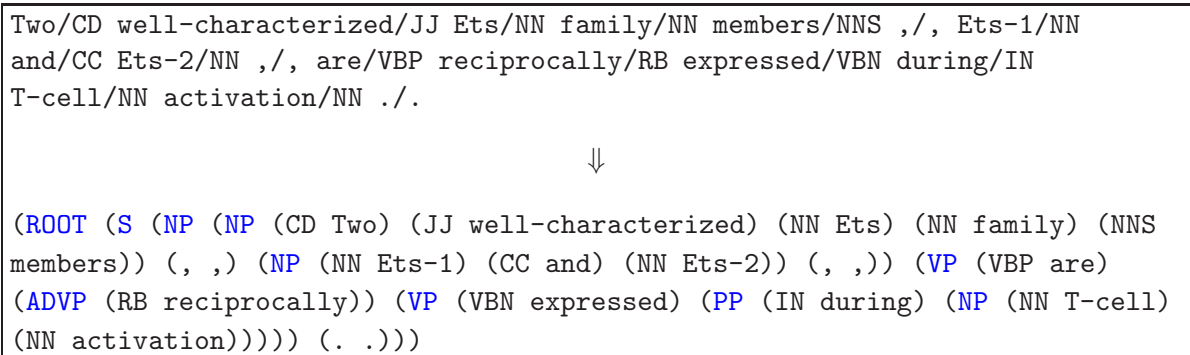 Two/CD well-characterized/JJ Ets/NN family/NN members/NNS ,/, Ets-1/NN
and/CC Ets-2/NN ,/, are/VBP reciprocally/RB expressed/VBN during/IN
T-cell/NN activation/NN ./.
⇓
(ROOT (S (NP (NP (CD Two) (JJ well-characterized) (NN Ets) (NN family) (NNS
members)) (, ,) (NP (NN Ets-1) (CC and) (NN Ets-2)) (, ,)) (VP (VBP are)
(ADVP (RB reciprocally)) (VP (VBN expressed) (PP (IN during) (NP (NN T-cell)
(NN activation))))) (. .)))